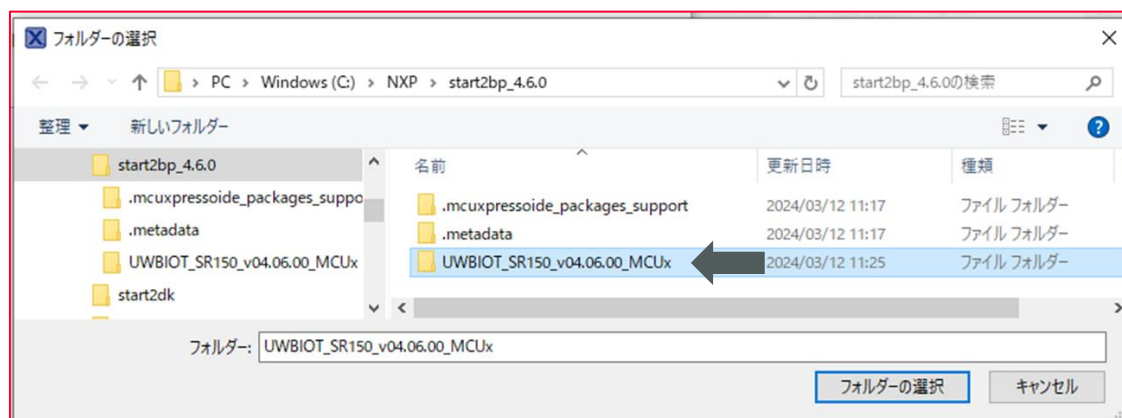 フォルダーの選択
PC > Windows (C:) > NXP > start2bp_4.6.0
start2bp_4.6.0の検索
整理
新しいフォルダー
start2bp_4.6.0
.mcuxpressoide_packages_suppo
.metadata
UWBIOT_SR150_v04.06.00_MCUx
start2dk
名前 更新日時 種類
.mcuxpressoide_packages_support 2024/03/12 11:17 ファイル フォルダー
.metadata 2024/03/12 11:17 ファイル フォルダー
UWBIOT_SR150_v04.06.00_MCUx 2024/03/12 11:25 ファイル フォルダー
フォルダー: UWBIOT_SR150_v04.06.00_MCUx
フォルダーの選択 キャンセル